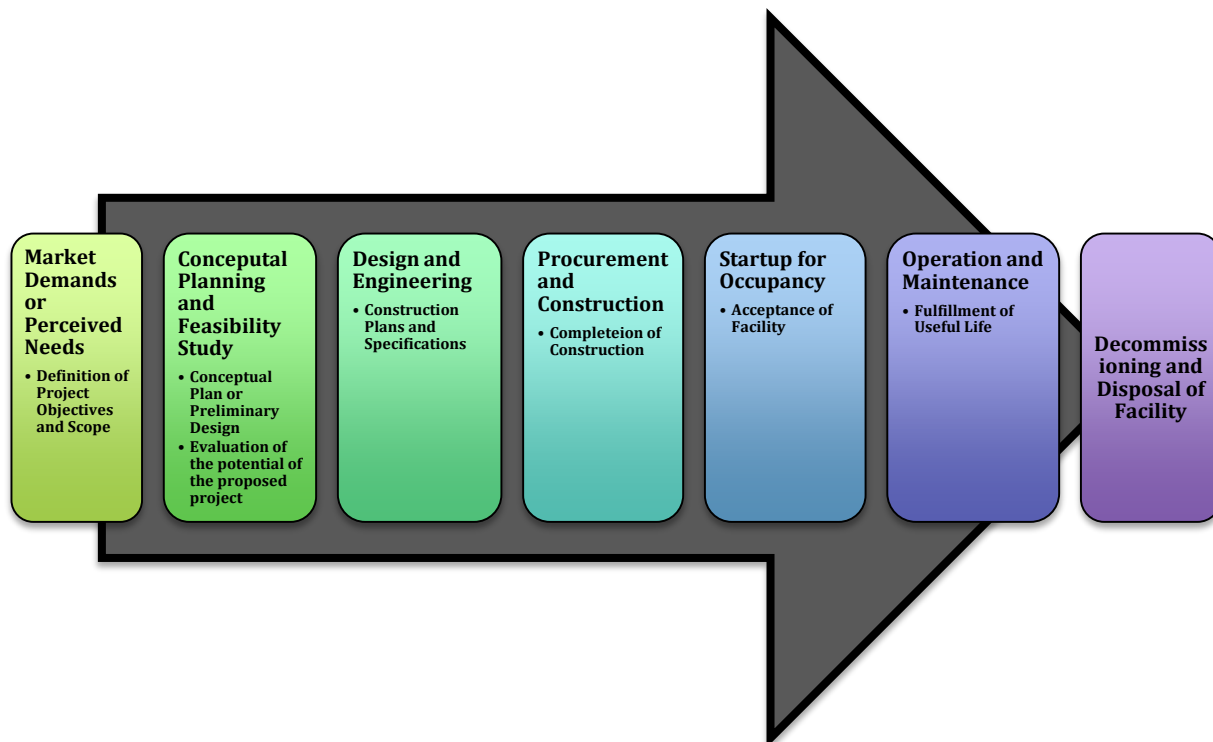 Market
Demands
or
Perceived
Needs
• Definition of
Project
Objectives
and Scope
Conceputal
Planning
and
Feasibility
Study
• Conceptual
Plan or
Preliminary
Design
• Evaluation of
the potential of
the proposed
project
Design and
Engineering
• Construction
Plans and
Specifications
Procurement
and
Construction
• Completeion of
Construction
Startup for
Occupancy
• Acceptance of
Facility
Operation and
Maintenance
• Fulfillment of
Useful Life
Decommiss
ioning and
Disposal of
Facility